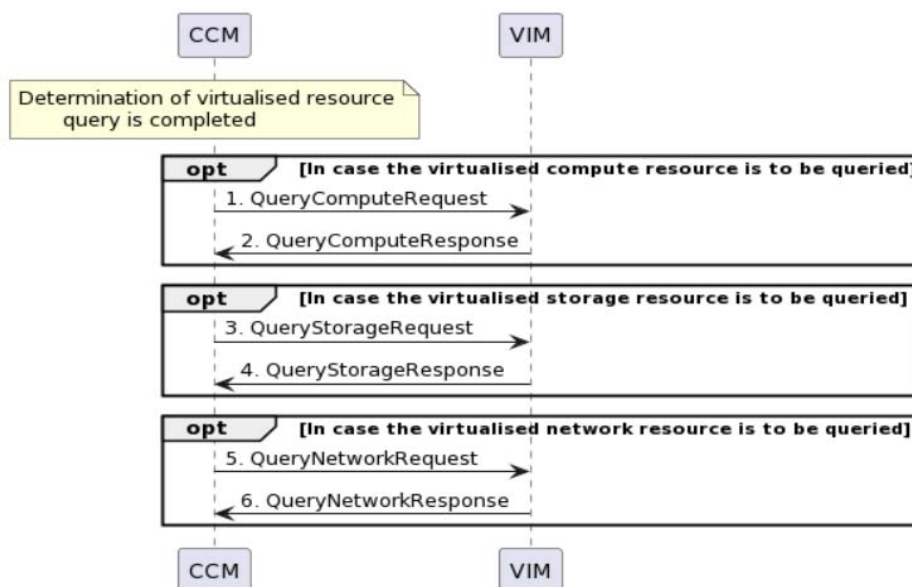 CCM VIM
Determination of virtualised resource
query is completed
opt [In case the virtualised compute resource is to be queried]
1. QueryComputeRequest
2. QueryComputeResponse
opt [In case the virtualised storage resource is to be queried]
3. QueryStorageRequest
4. QueryStorageResponse
opt [In case the virtualised network resource is to be queried]
5. QueryNetworkRequest
6. QueryNetworkResponse
CCM VIM